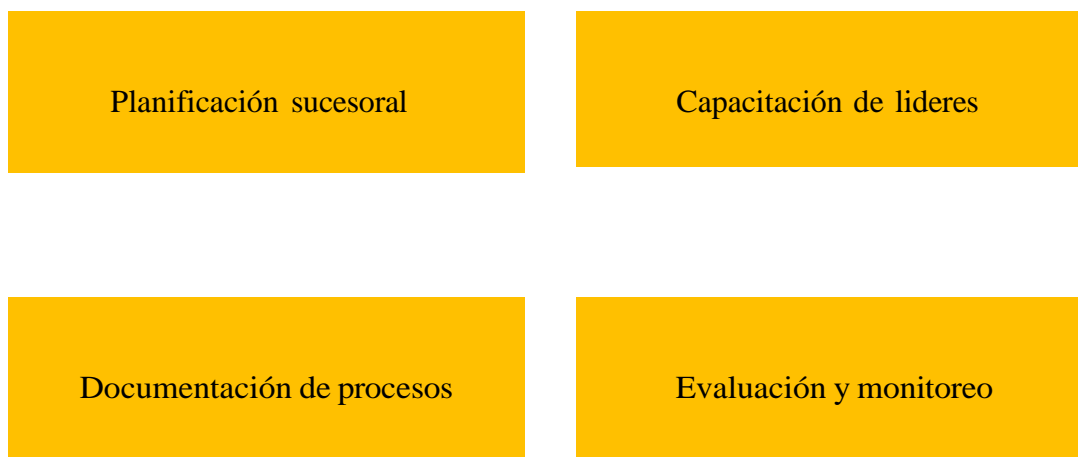 Planificación sucesoral
Capacitación de lideres
Documentación de procesos
Evaluación y monitoreo